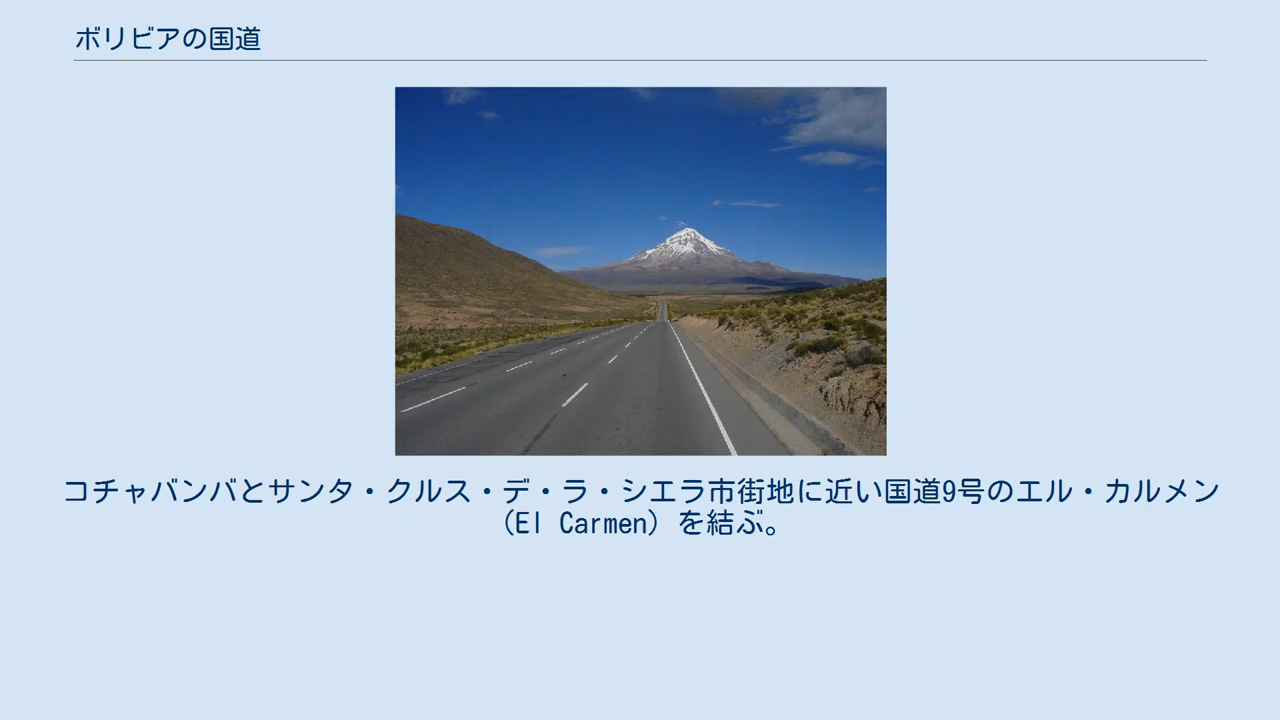 ボリビアの国道
コチャバンバとサンタ・クルス・デ・ラ・シエラ市街地に近い国道9号のエル・カルメン
（El Carmen）を結ぶ。